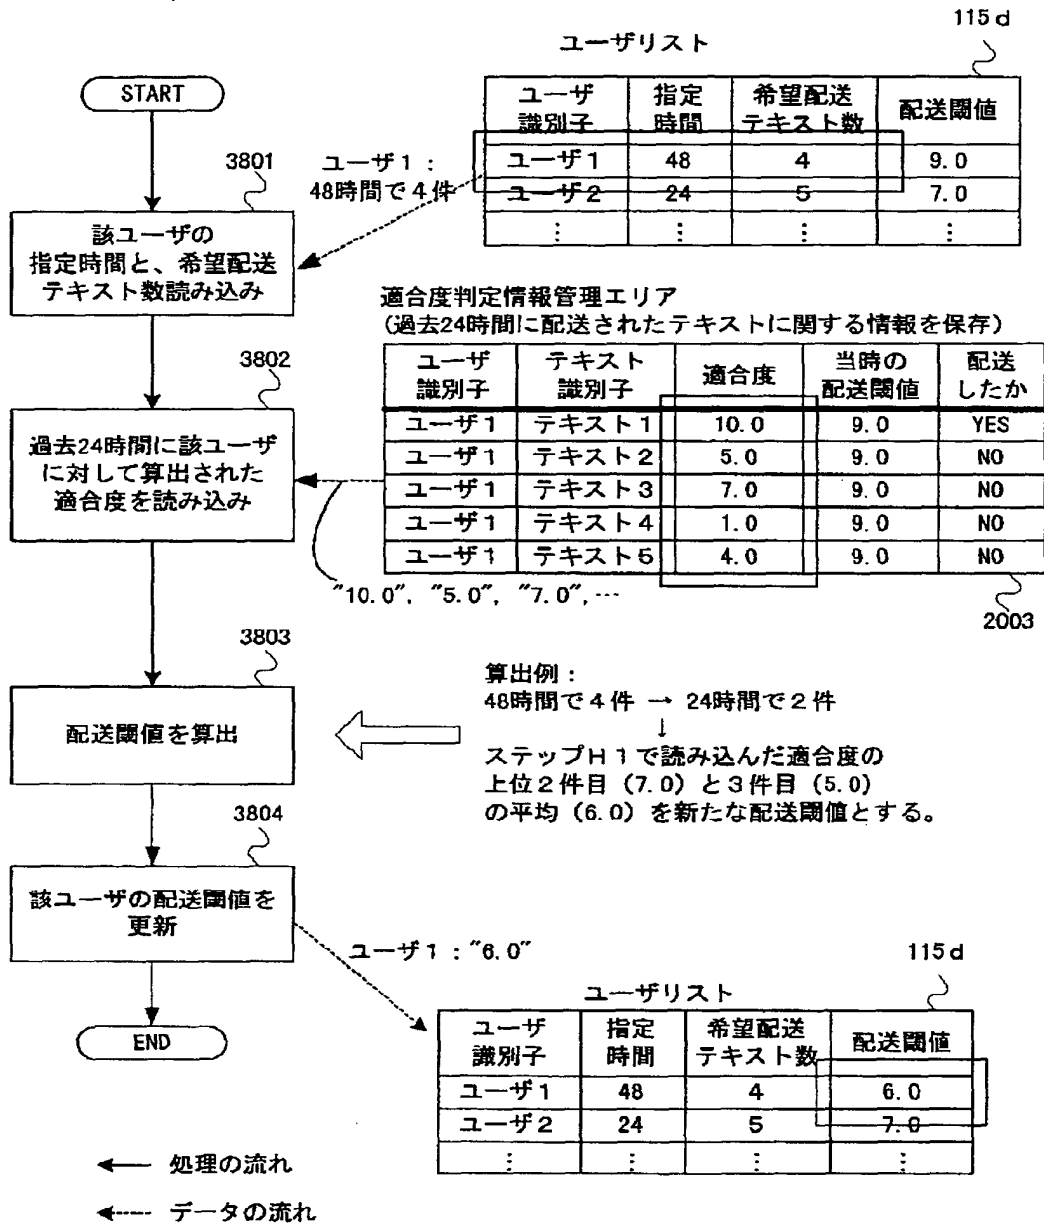 115d
ユーザリスト
START
ユーザ 指定 希望配送 配送閾値
識別子 時間 テキスト数
ユーザ1 48 4 9.0
ユーザ2 24 5 7.0
⋮ ⋮ ⋮ ⋮
3801
ユーザ1：
48時間で4件
該ユーザの
指定時間と、希望配送
テキスト数読み込み
適合度判定情報管理エリア
(過去24時間に配送されたテキストに関する情報を保存)
ユーザ テキスト 適合度 当時の 配送
識別子 識別子 配送閾値 したか
ユーザ1 テキスト1 10.0 9.0 YES
ユーザ1 テキスト2 5.0 9.0 NO
ユーザ1 テキスト3 7.0 9.0 NO
ユーザ1 テキスト4 1.0 9.0 NO
ユーザ1 テキスト5 4.0 9.0 NO
2003
3802
過去24時間に該ユーザ
に対して算出された
適合度を読み込み
"10.0", "5.0", "7.0", …
3803
配送閾値を算出
算出例：
48時間で4件 → 24時間で2件
↓
ステップH1で読み込んだ適合度の
上位2件目（7.0）と3件目（5.0）
の平均（6.0）を新たな配送閾値とする。
3804
該ユーザの配送閾値を
更新
ユーザ1："6.0"
END
115d
ユーザリスト
ユーザ 指定 希望配送 配送閾値
識別子 時間 テキスト数
ユーザ1 48 4 6.0
ユーザ2 24 5 7.0
⋮ ⋮ ⋮ ⋮
処理の流れ
データの流れ